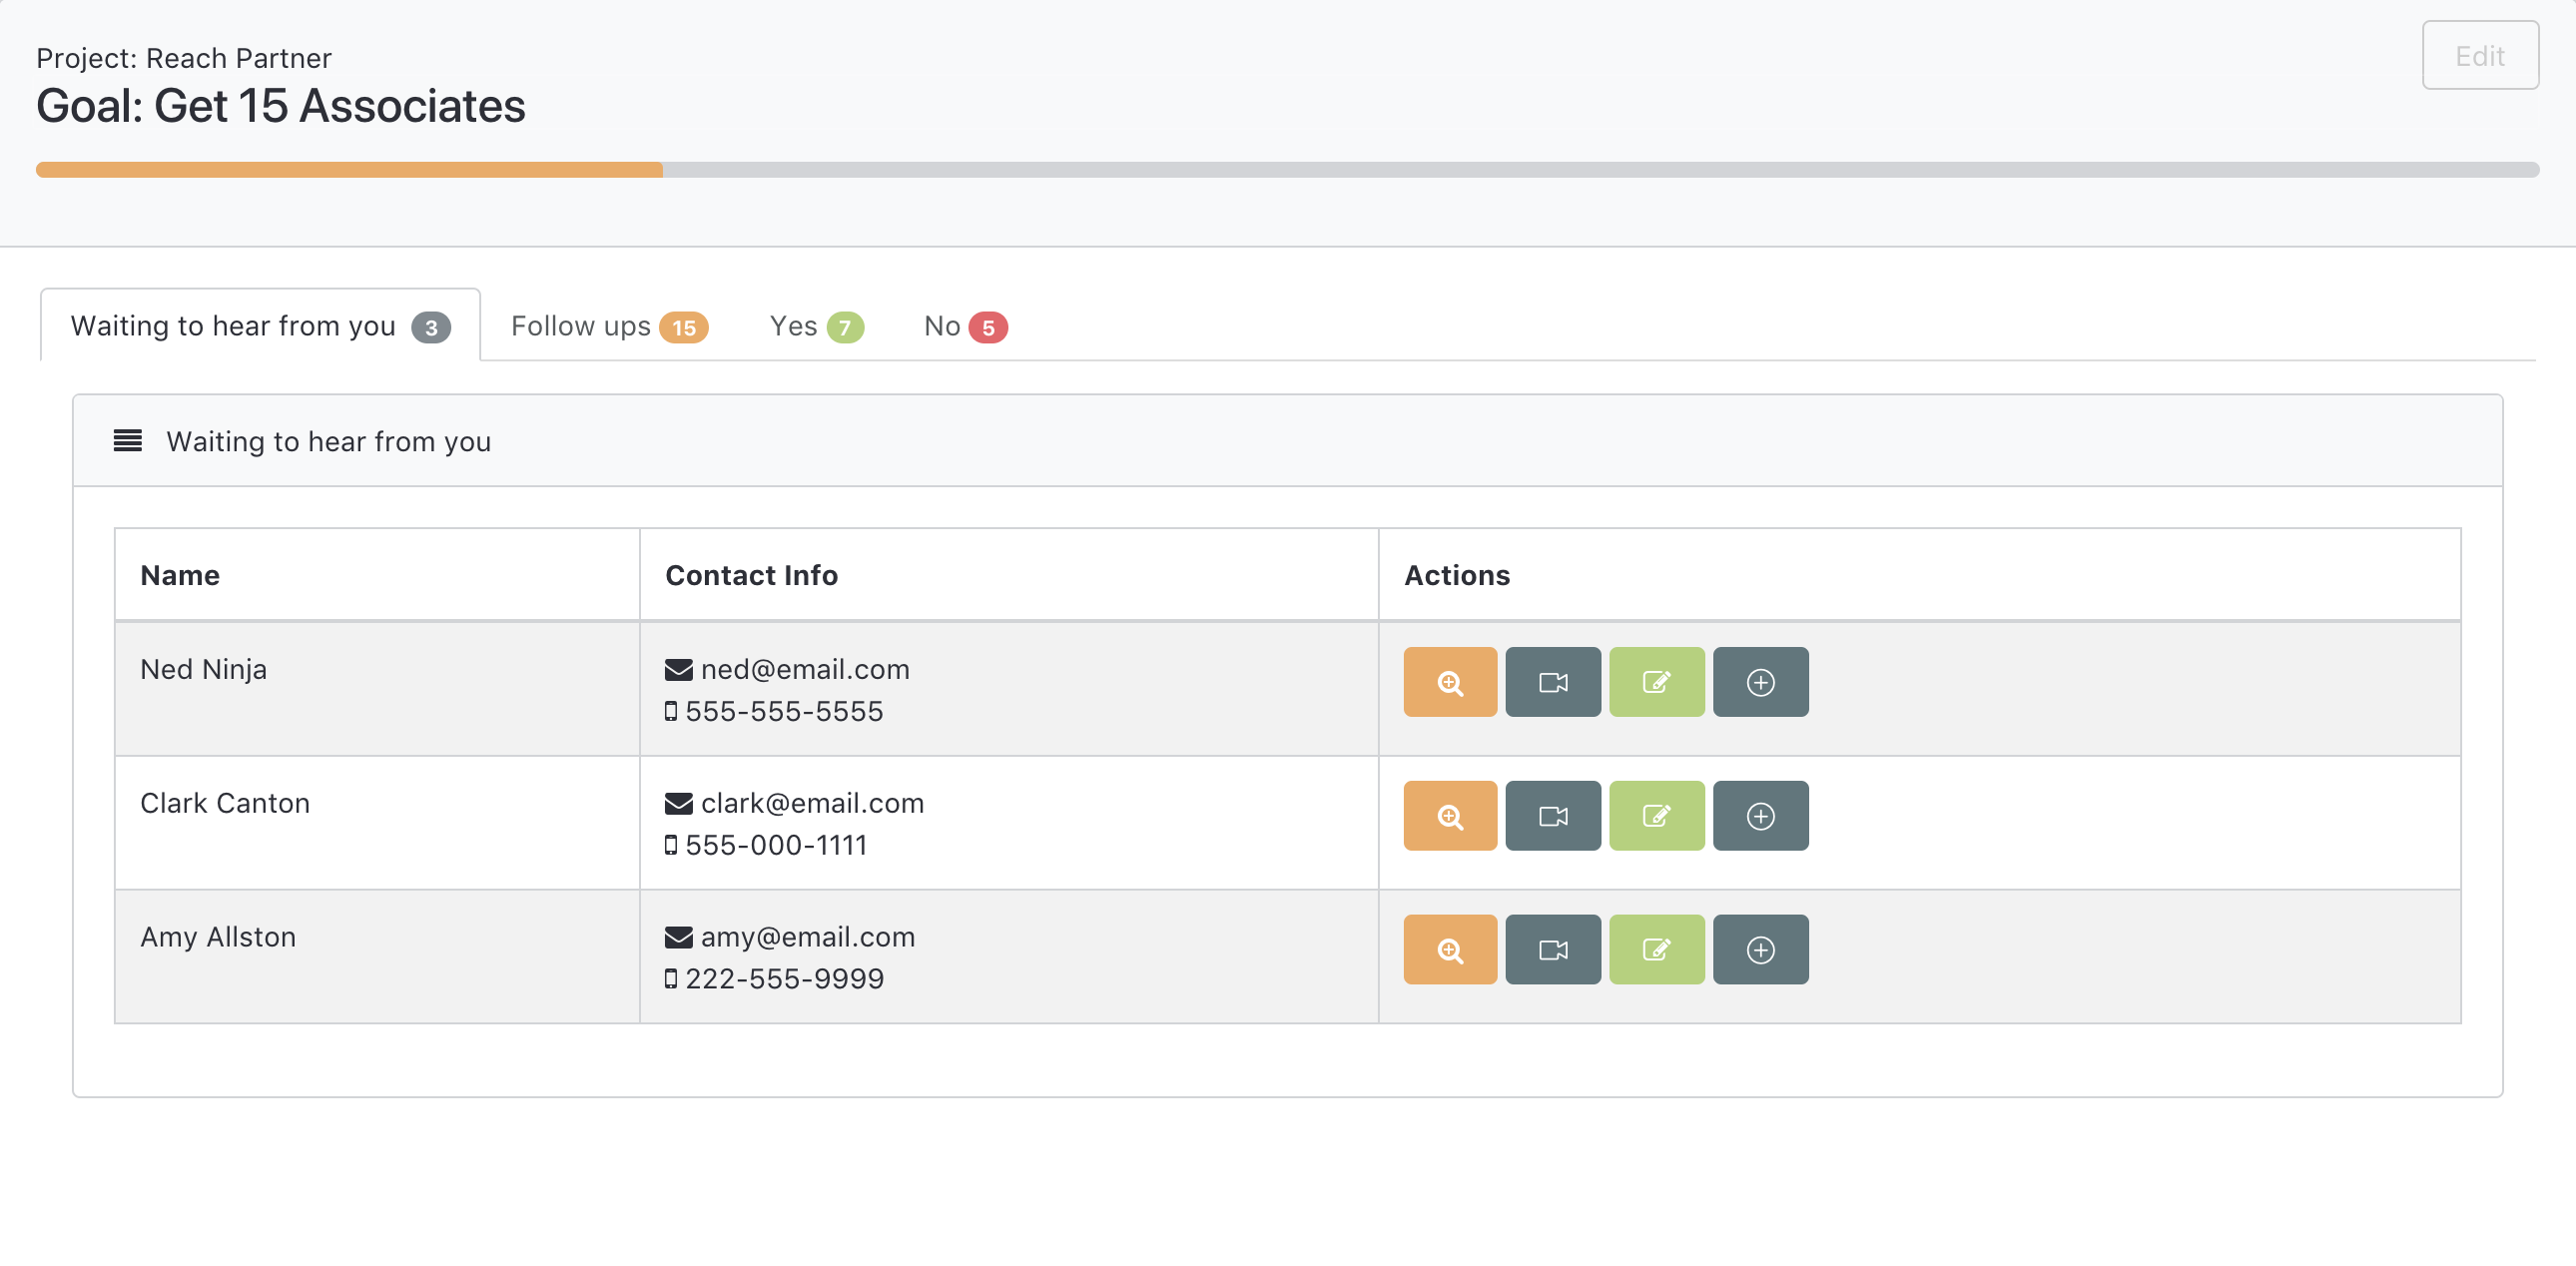 Project: Reach Partner
Edit
Goal: Get 15 Associates
Waiting to hear from you 3
Follow ups 15
Yes 7
No 5
Waiting to hear from you
Name
Contact Info
Actions
Ned Ninja
ned@email.com
555-555-5555
Clark Canton
clark@email.com
555-000-1111
Amy Allston
amy@email.com
222-555-9999